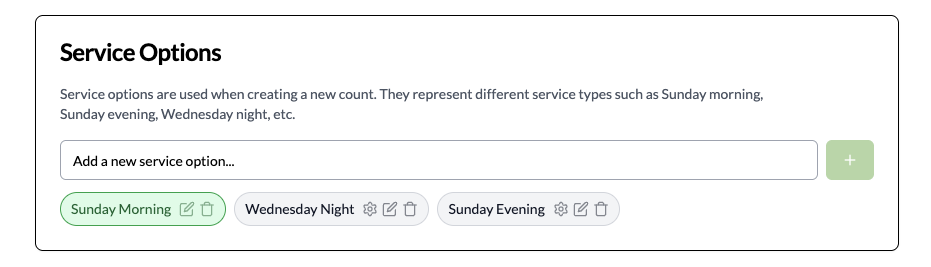 Service Options
Service options are used when creating a new count. They represent different service types such as Sunday morning,
Sunday evening, Wednesday night, etc.
Add a new service option...
+
Sunday Morning
Wednesday Night
Sunday Evening